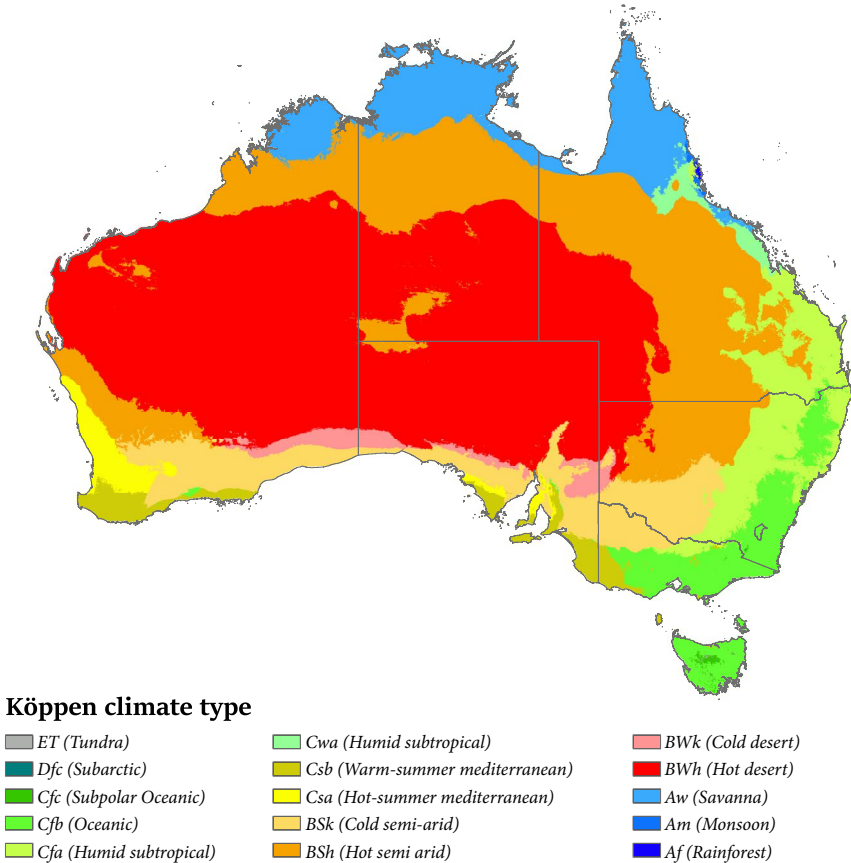 Köppen climate type
ET (Tundra)
Dfc (Subarctic)
Cfc (Subpolar Oceanic)
Cfb (Oceanic)
Cfa (Humid subtropical)
Cwa (Humid subtropical)
Csb (Warm-summer mediterranean)
Csa (Hot-summer mediterranean)
BSk (Cold semi-arid)
BSh (Hot semi arid)
BWk (Cold desert)
BWh (Hot desert)
Aw (Savanna)
Am (Monsoon)
Af (Rainforest)